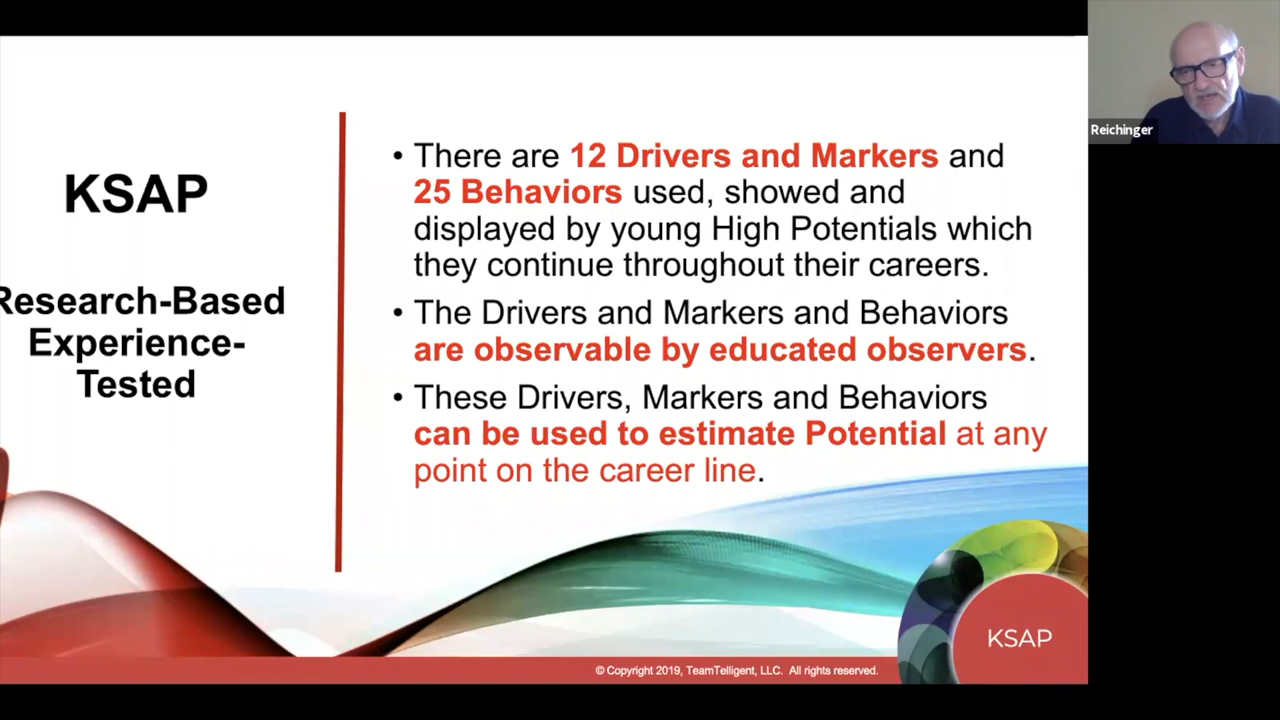 KSAP
Research-Based
Experience-
Tested
• There are 12 Drivers and Markers and
25 Behaviors used, showed and
displayed by young High Potentials which
they continue throughout their careers.
• The Drivers and Markers and Behaviors
are observable by educated observers.
• These Drivers, Markers and Behaviors
can be used to estimate Potential at any
point on the career line.
© Copyright 2019, TeamTelligent, LLC. All rights reserved.
KSAP
Reichinger